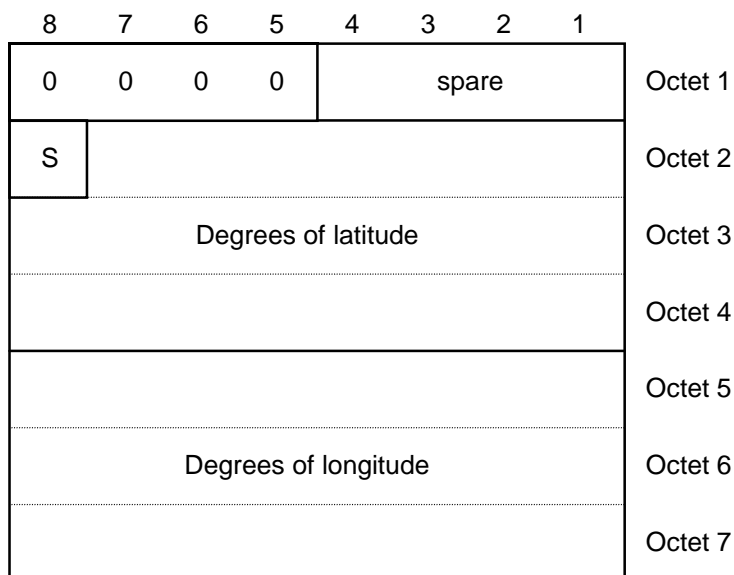 8 7 6 5 4 3 2 1
0 0 0 0 spare Octet 1
S Octet 2
Degrees of latitude Octet 3
Octet 4
Octet 5
Degrees of longitude Octet 6
Octet 7